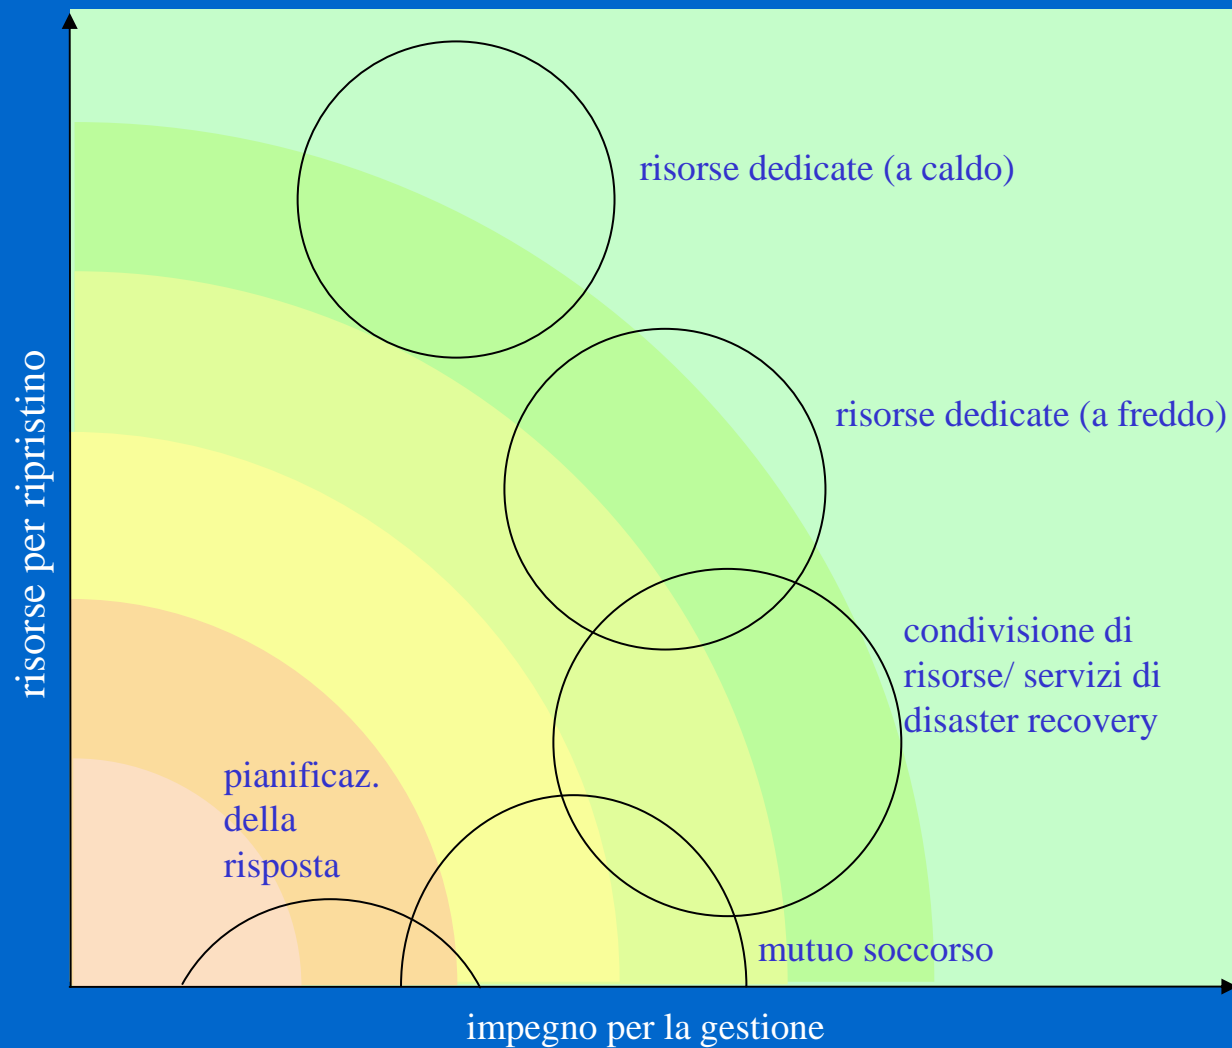 risorse dedicate (a caldo)
risorse per ripristino
risorse dedicate (a freddo)
condivisione di
risorse/ servizi di
disaster recovery
pianificaz.
della
risposta
mutuo soccorso
impegno per la gestione